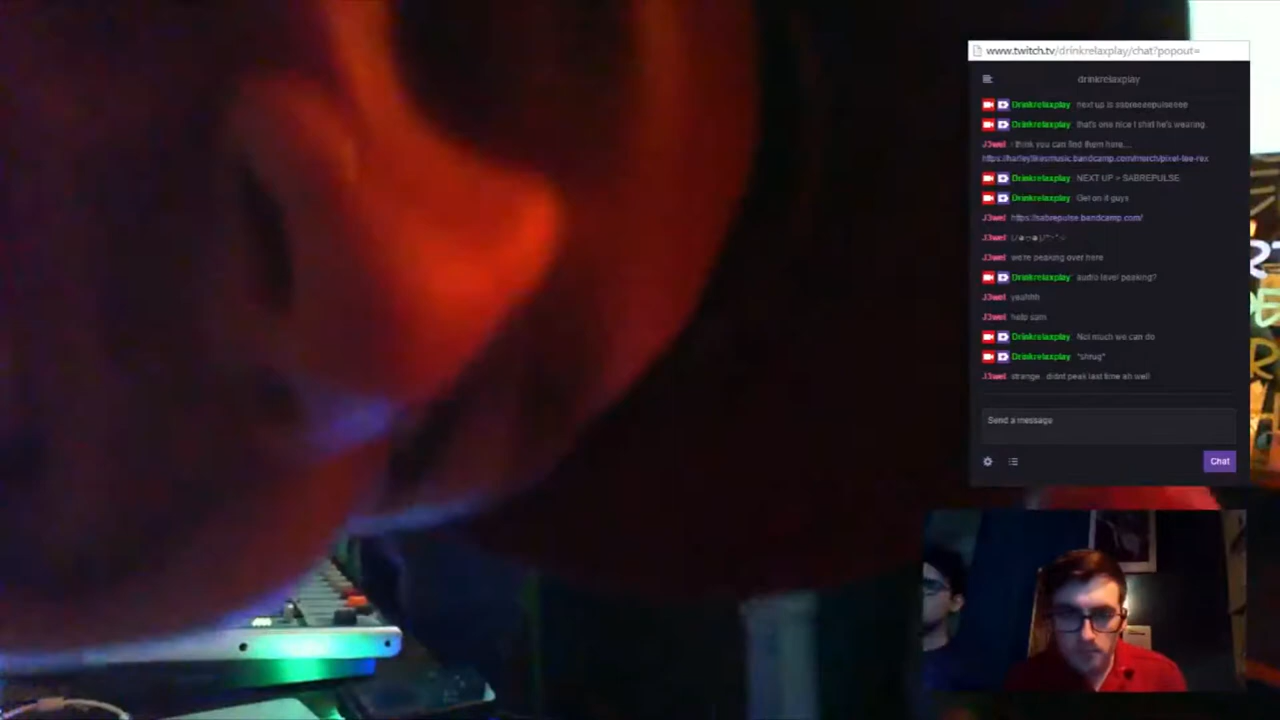 www.twitch.tv/drinkrelaxplay/chat?popout=
drinkrelaxplay
Drinkrelaxplay next up is sabreeeepulseeee
Drinkrelaxplay that's one nice t shirt he's wearing.
J3wel i think you can find them here...
https://harleylikesmusic.bandcamp.com/merch/pixel-tee-rex
Drinkrelaxplay NEXT UP > SABREPULSE
Drinkrelaxplay Get on it guys
J3wel https://sabrepulse.bandcamp.com/
J3wel
J3wel we're peaking over here
Drinkrelaxplay audio level peaking?
J3wel yeahhh
J3wel help sam
Drinkrelaxplay Not much we can do
Drinkrelaxplay *shrug*
J3wel strange.. didnt peak last time ah well
Send a message
Chat